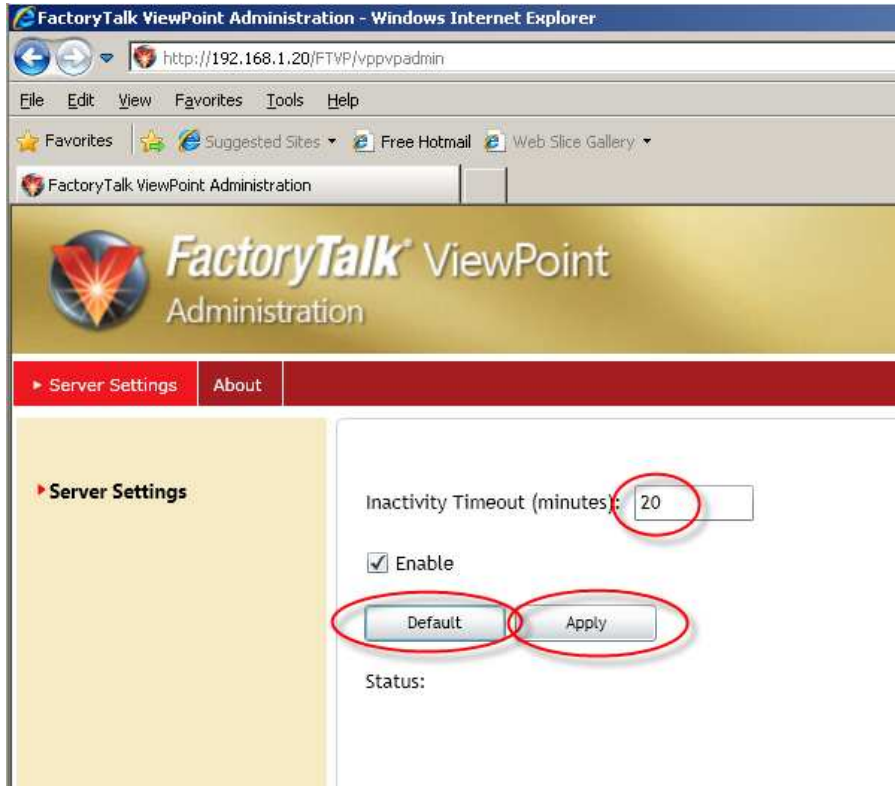 FactoryTalk ViewPoint Administration - Windows Internet Explorer
http://192.168.1.20/FTVP/vppvpadmin
File Edit View Favorites Tools Help
Favorites Suggested Sites Free Hotmail Web Slice Gallery
FactoryTalk ViewPoint Administration
FactoryTalk ViewPoint
Administration
Server Settings About
Server Settings
Inactivity Timeout (minutes): 20
Enable
Default Apply
Status: